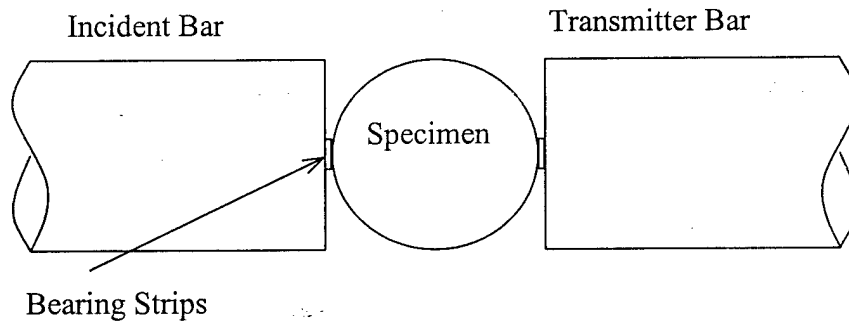 Incident Bar
Transmitter Bar
Specimen
Bearing Strips